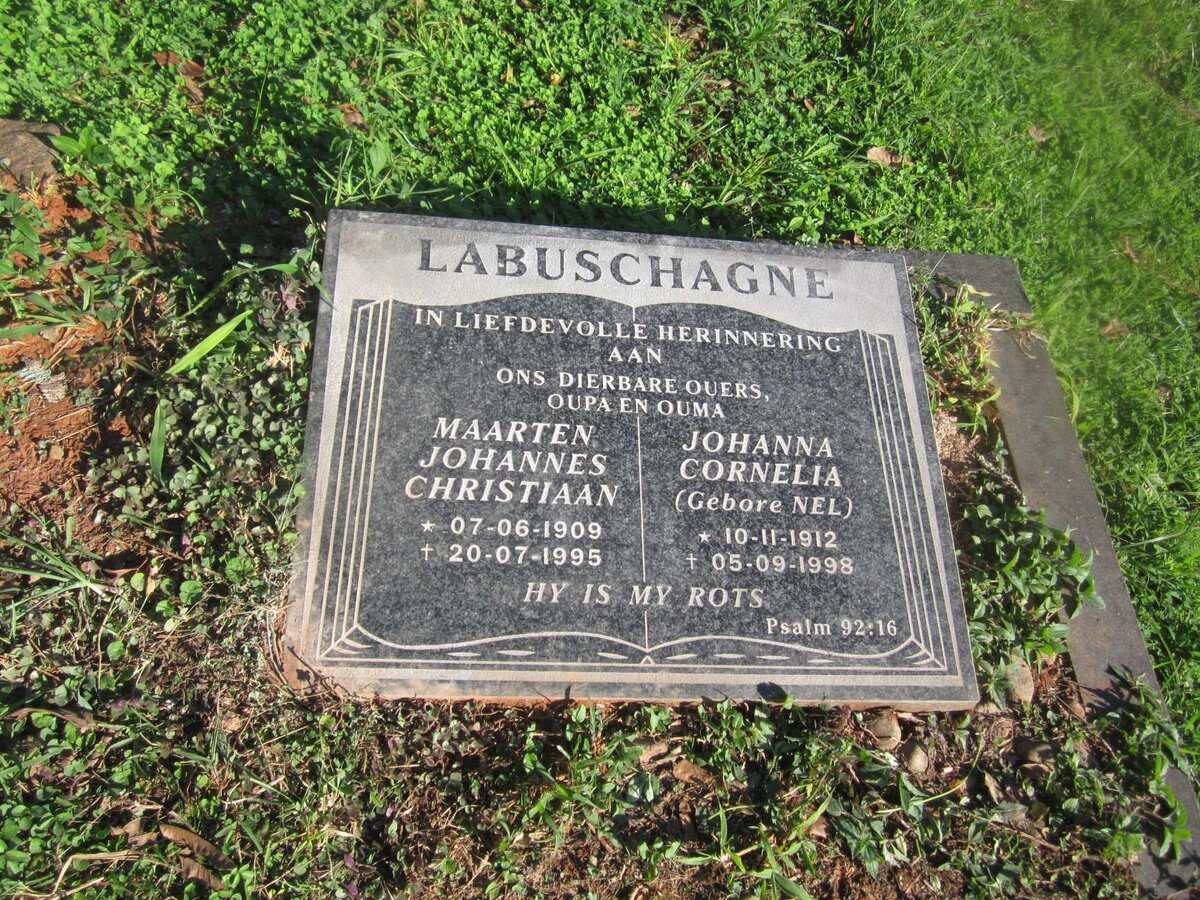 LABUSCHAGNE
IN LIEFDEVOLLE HERINNERING
AAN
ONS DIERBARE OUERS,
OUPA EN OUMA
MAARTEN
JOHANNES
CHRISTIAAN
★ 07-06-1909
† 20-07-1995
JOHANNA
CORNELIA
(Gebore NEL)
★ 10-11-1912
† 05-09-1998
HY IS MY ROTS
Psalm 92:16